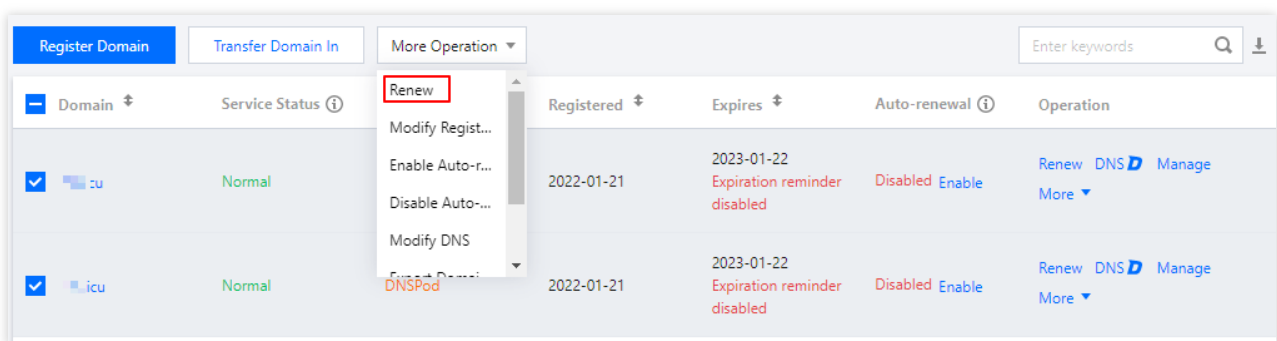 Register Domain
Transfer Domain In
More Operation
Enter keywords
Domain
Service Status
Registered
Expires
Auto-renewal
Operation
Renew
Modify Regist...
Enable Auto-r...
Disable Auto-...
Modify DNS
cu
Normal
2022-01-21
2023-01-22
Expiration reminder
disabled
Disabled Enable
Renew DNS Manage
More
icu
Normal
DNSPod
2022-01-21
2023-01-22
Expiration reminder
disabled
Disabled Enable
Renew DNS Manage
More